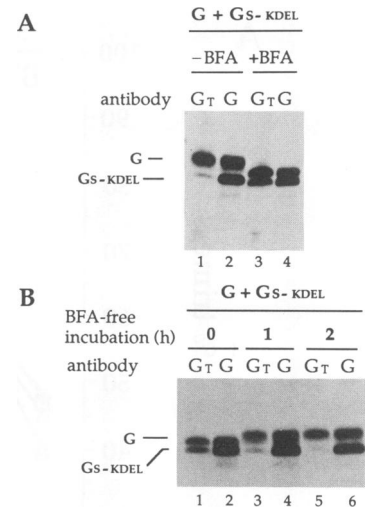 A
G + GS-KDEL
–BFA +BFA
antibody GT G GT G
G
GS-KDEL
1 2 3 4
B
G + GS-KDEL
BFA-free
incubation (h) 0 1 2
antibody GT G GT G GT G
G
GS-KDEL
1 2 3 4 5 6